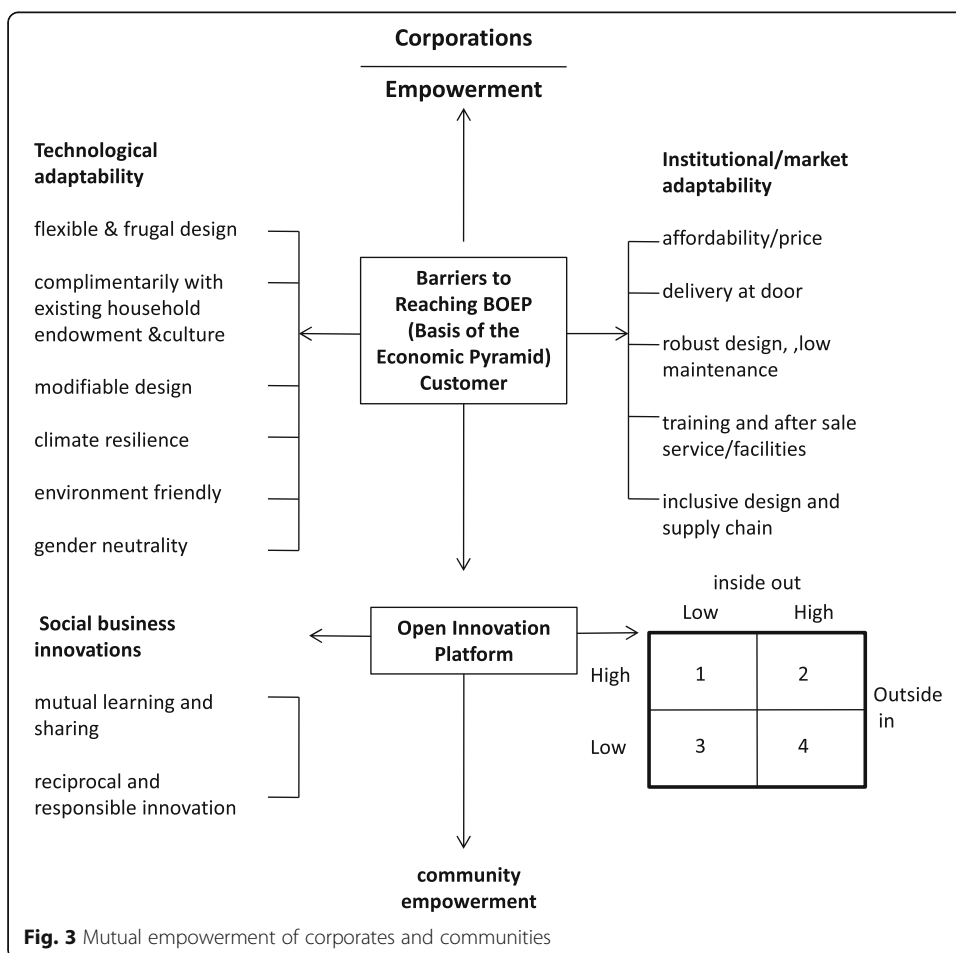 Corporations
Empowerment
Technological
adaptability
flexible & frugal design
complimentarily with
existing household
endowment &culture
modifiable design
climate resilience
environment friendly
gender neutrality
Barriers to
Reaching BOEP
(Basis of the
Economic Pyramid)
Customer
Institutional/market
adaptability
affordability/price
delivery at door
robust design, ,low
maintenance
training and after sale
service/facilities
inclusive design and
supply chain
Social business
innovations
mutual learning and
sharing
reciprocal and
responsible innovation
Open Innovation
Platform
inside out
Low High
High 1 2
Outside
in
Low 3 4
community
empowerment
Fig. 3 Mutual empowerment of corporates and communities